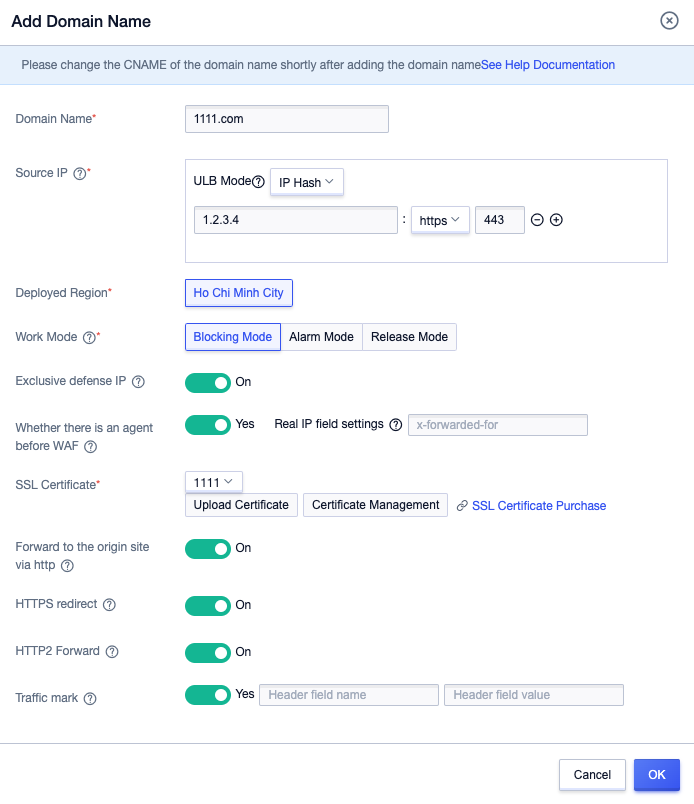 Add Domain Name
Please change the CNAME of the domain name shortly after adding the domain nameSee Help Documentation
Domain Name*
1111.com
Source IP ?*
ULB Mode? IP Hash
1.2.3.4 : https 443
Deployed Region*
Ho Chi Minh City
Work Mode ?*
Blocking Mode Alarm Mode Release Mode
Exclusive defense IP ?
On
Whether there is an agent
before WAF ?
Yes Real IP field settings ? x-forwarded-for
SSL Certificate*
1111
Upload Certificate Certificate Management SSL Certificate Purchase
Forward to the origin site
via http ?
On
HTTPS redirect ?
On
HTTP2 Forward ?
On
Traffic mark ?
Yes Header field name Header field value
Cancel OK